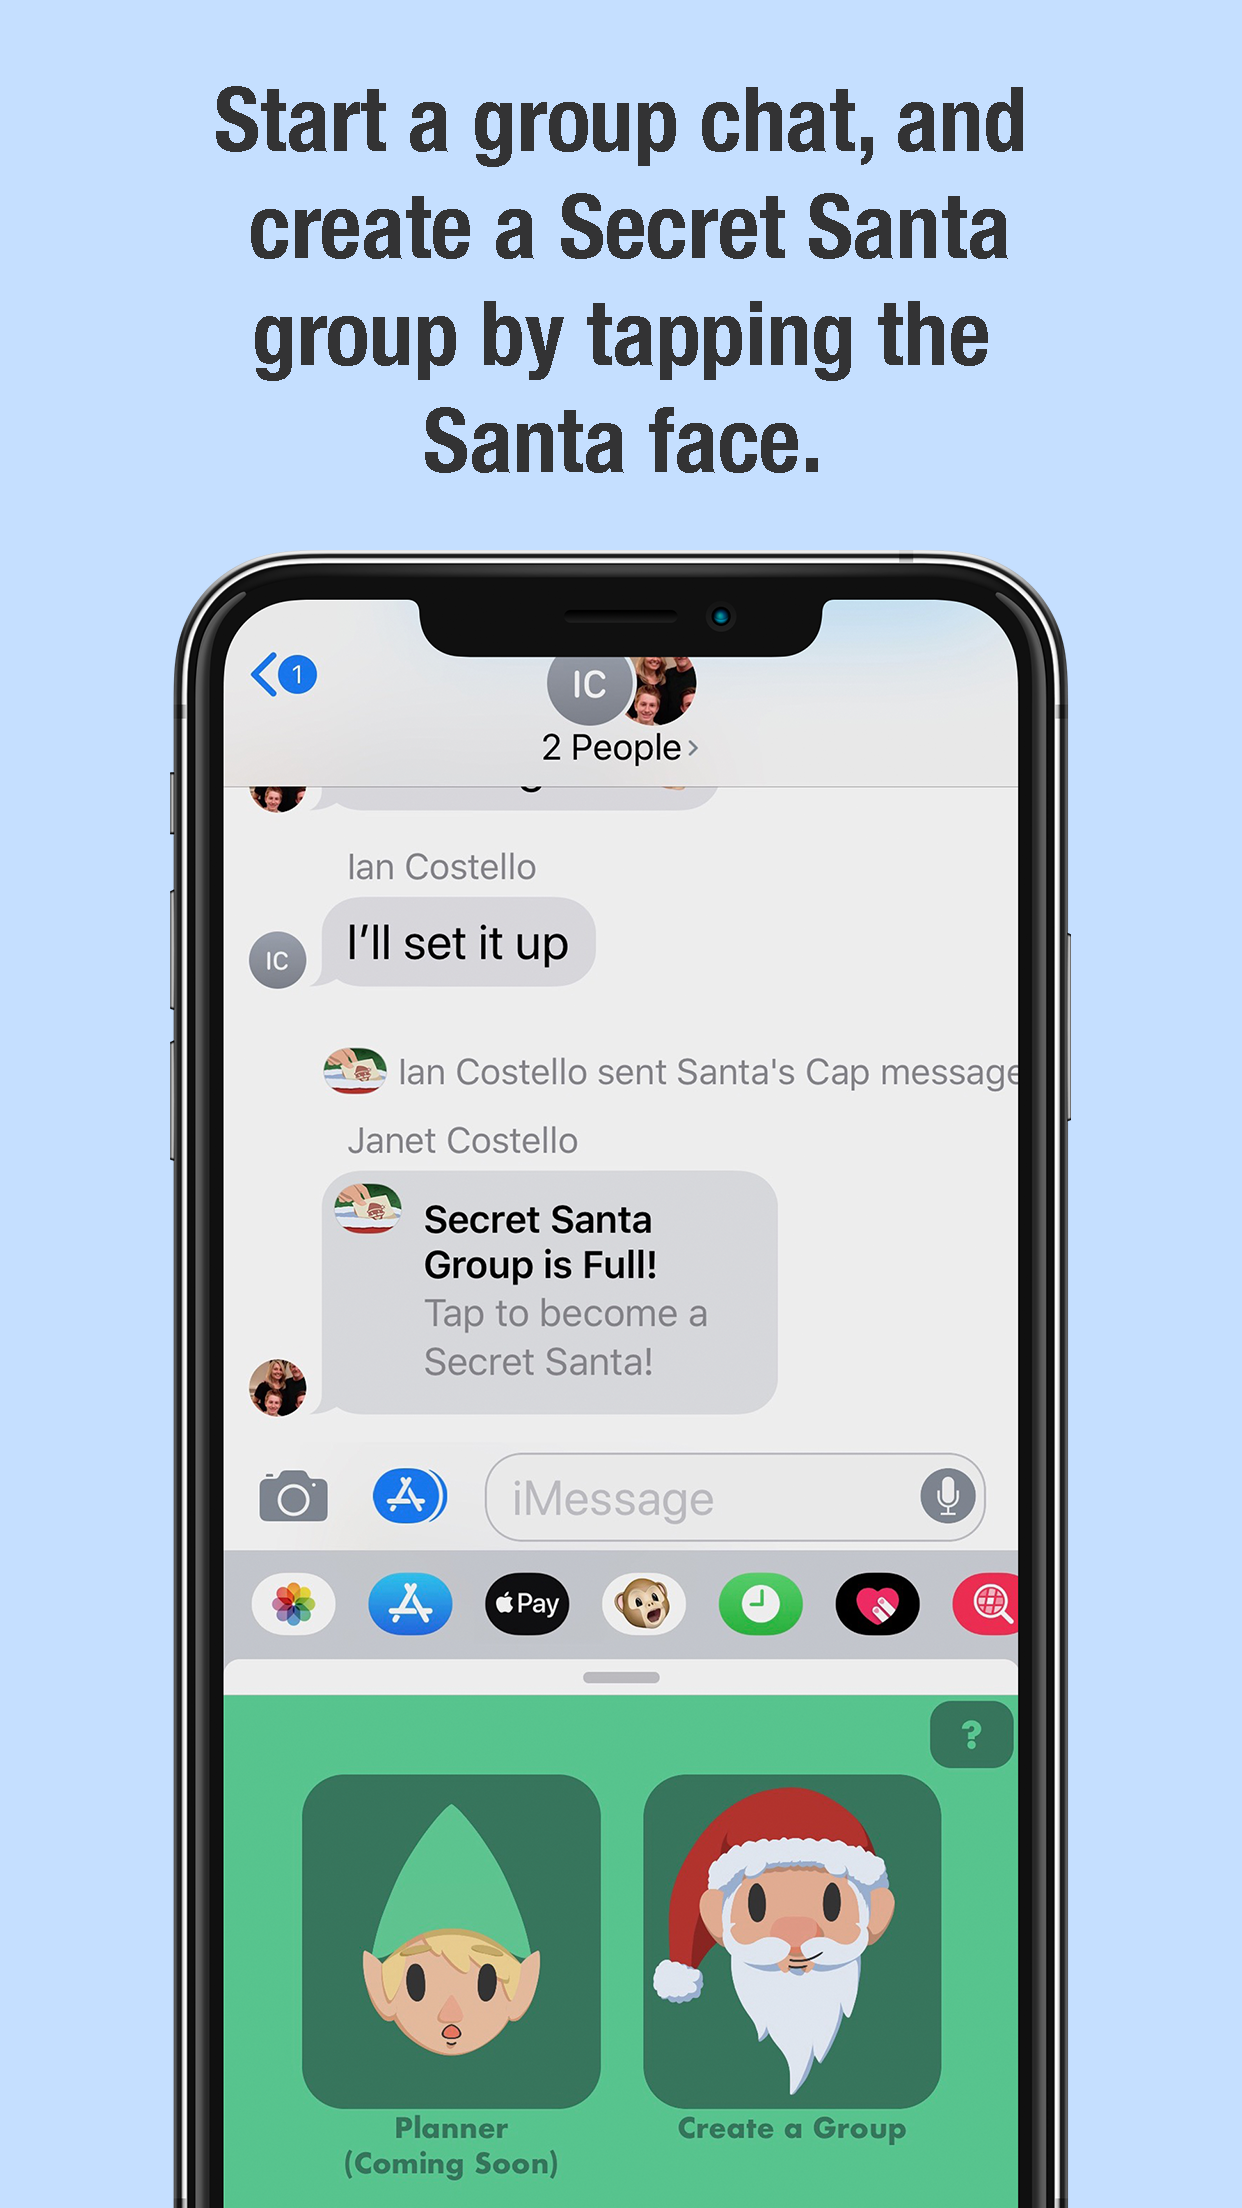 Start a group chat, and
create a Secret Santa
group by tapping the
Santa face.
1
IC
2 People
Ian Costello
I'll set it up
IC
Ian Costello sent Santa's Cap message
Janet Costello
Secret Santa
Group is Full!
Tap to become a
Secret Santa!
iMessage
Pay
?
Planner
(Coming Soon)
Create a Group